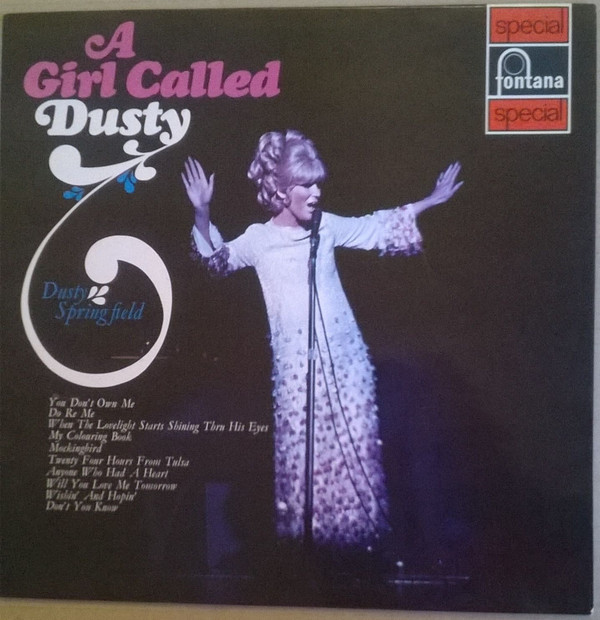 A
Girl Called
Dusty
special
fontana
special
Dusty
Springfield
You Don't Own Me
Do Re Me
When The Lovelight Starts Shining Thru His Eyes
My Colouring Book
Mockingbird
Twenty Four Hours From Tulsa
Anyone Who Had A Heart
Will You Love Me Tomorrow
Wishin' And Hopin'
Don't You Know